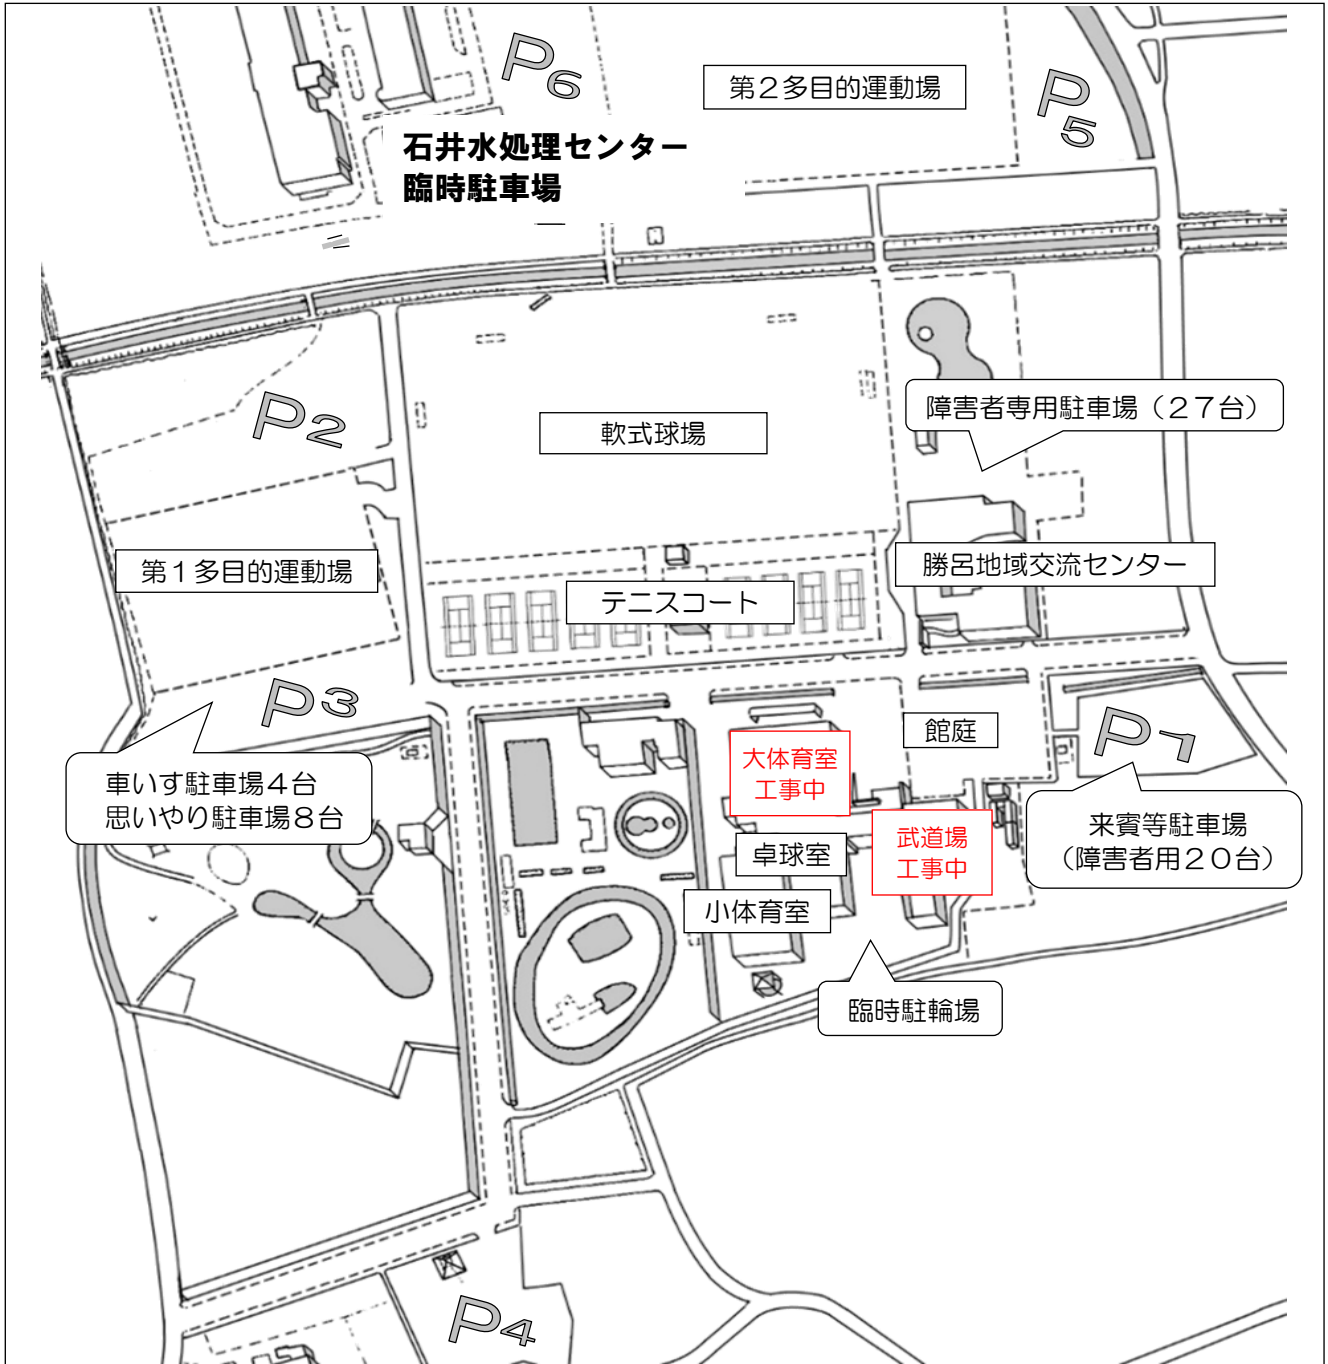 P6
第２多目的運動場
P5
石井水処理センター
臨時駐車場
P2
障害者専用駐車場（２７台）
軟式球場
第１多目的運動場
勝呂地域交流センター
テニスコート
P3
館庭
P1
大体育室
工事中
車いす駐車場４台
思いやり駐車場８台
来賓等駐車場
（障害者用２０台）
武道場
工事中
卓球室
小体育室
臨時駐輪場
P4